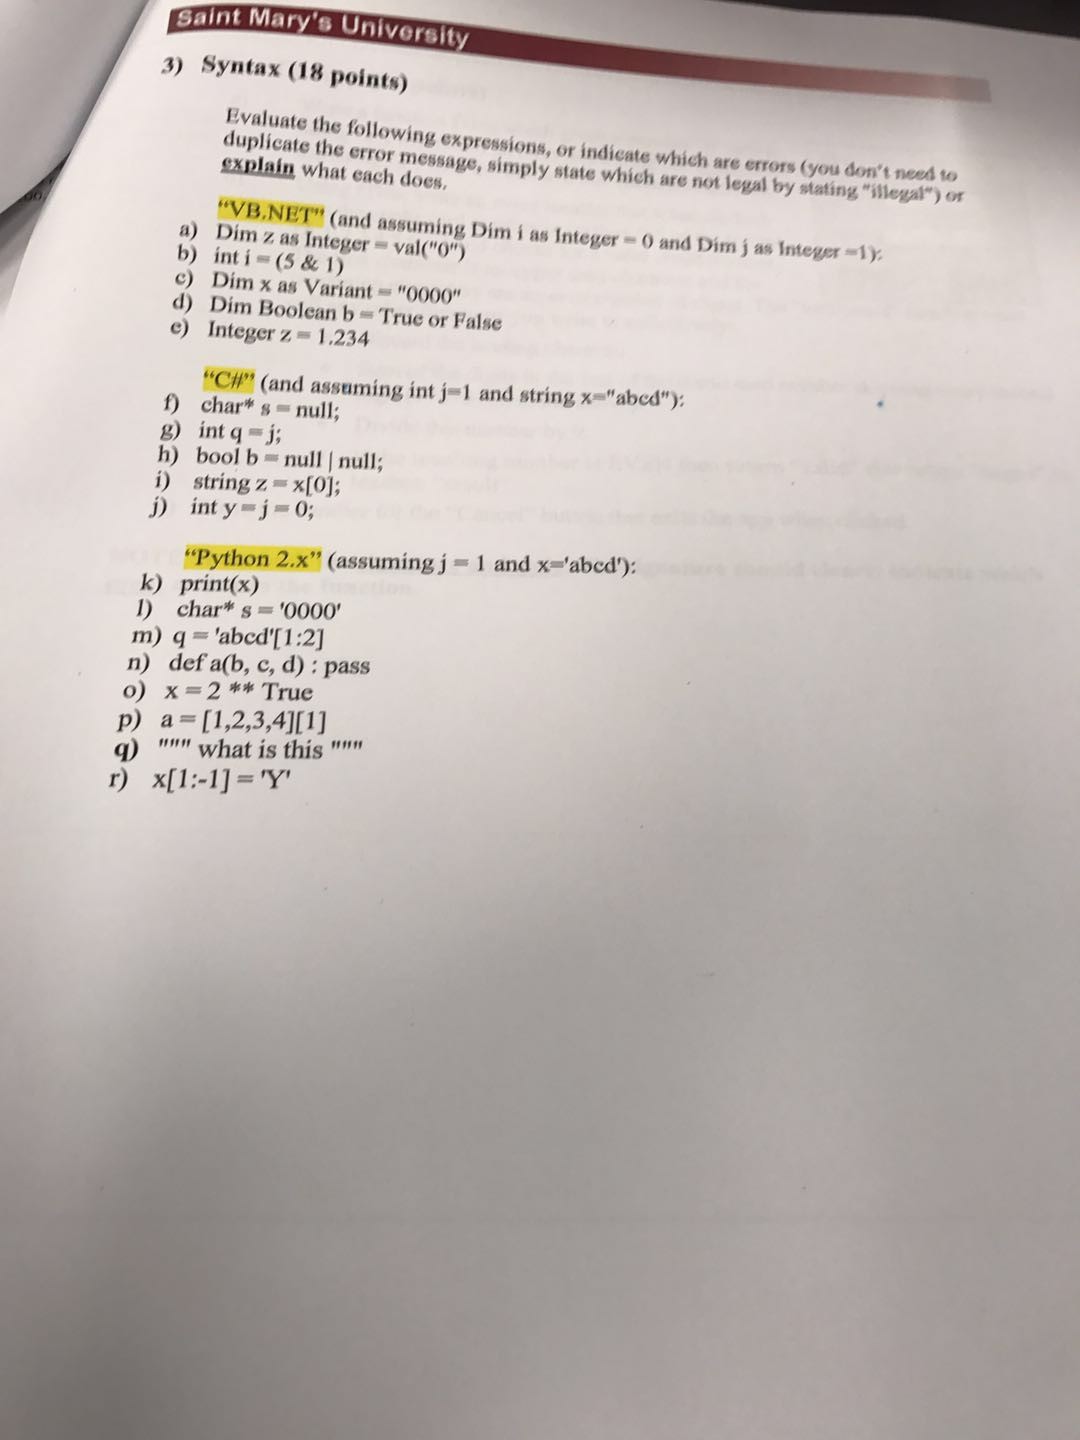 Saint Mary's University
3) Syntax (18 points)
Evaluate the following expressions, or indicate which are errors (you don't need to
duplicate the error message, simply state which are not legal by stating "illegal") or
explain what each does.
"VB.NET" (and assuming Dim i as Integer = 0 and Dim j as Integer =1):
a) Dim z as Integer = val("0")
b) int i = (5 & 1)
c) Dim x as Variant = "0000"
d) Dim Boolean b = True or False
e) Integer z = 1.234
"C#" (and assuming int j=1 and string x="abcd"):
f) char* s = null;
g) int q = j;
h) bool b = null | null;
i) string z = x[0];
j) int y = j = 0;
"Python 2.x" (assuming j = 1 and x='abcd'):
k) print(x)
l) char* s = '0000'
m) q = 'abcd'[1:2]
n) def a(b, c, d) : pass
o) x = 2 ** True
p) a = [1,2,3,4][1]
q) """ what is this """
r) x[1:-1] = 'Y'